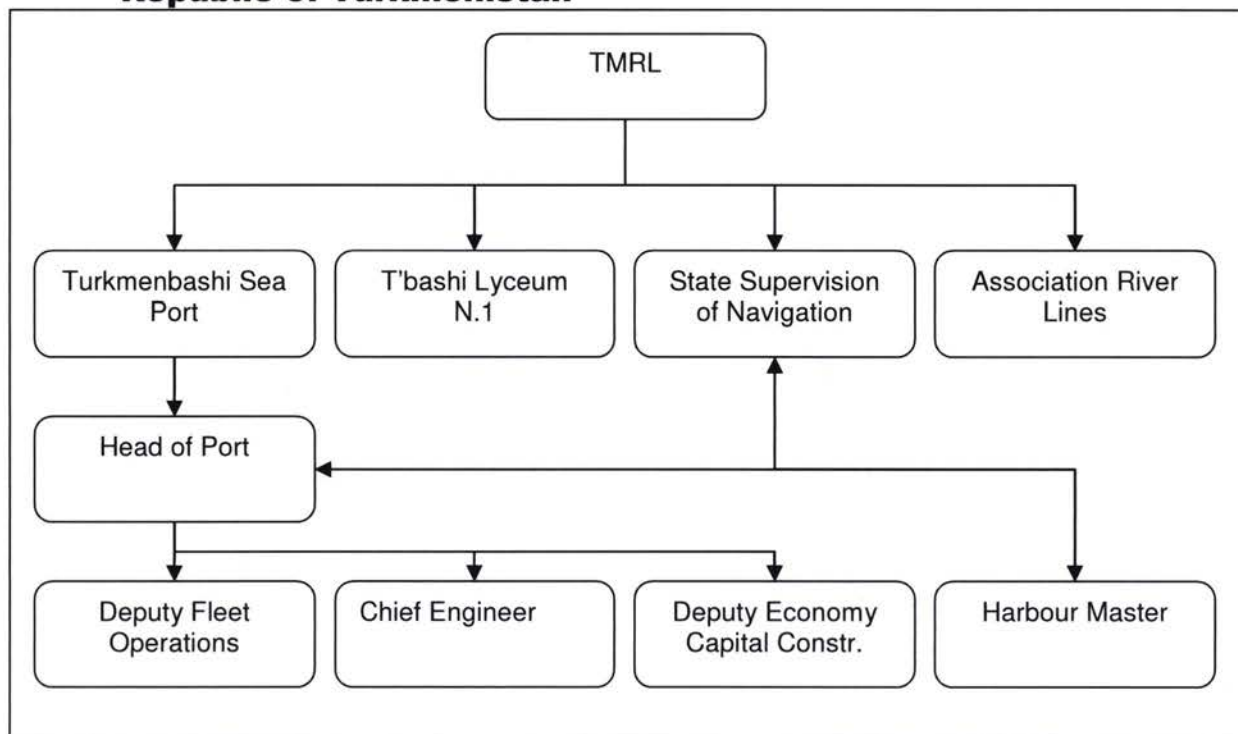 Republic of Turkmenistan
TMRL
Turkmenbashi Sea
Port
T'bashi Lyceum
N.1
State Supervision
of Navigation
Association River
Lines
Head of Port
Deputy Fleet
Operations
Chief Engineer
Deputy Economy
Capital Constr.
Harbour Master